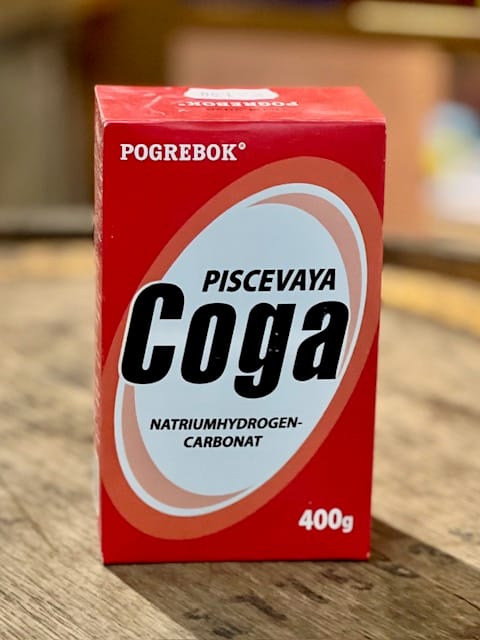 POGREBOK°
POGREBOK°
PISCEVAYA
Coga
NATRIUMHYDROGEN-
CARBONAT
400g